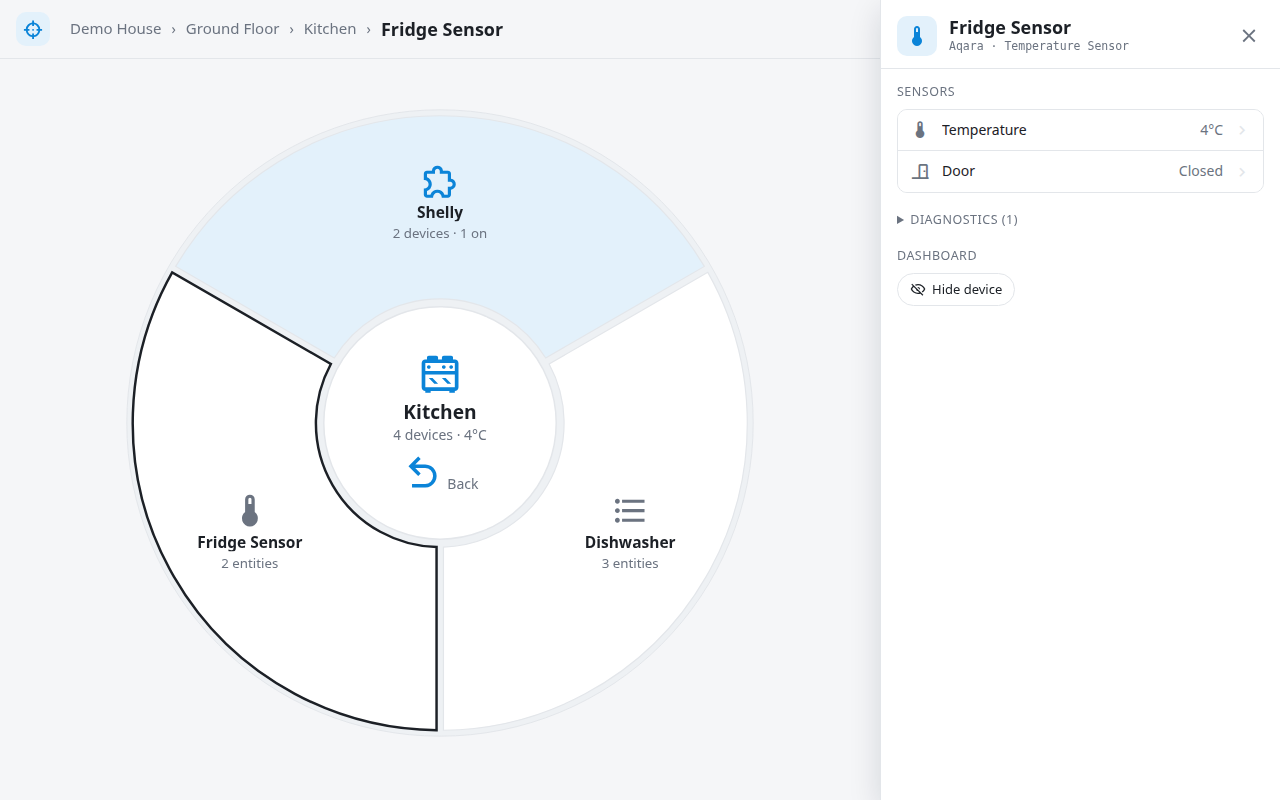 Demo House › Ground Floor › Kitchen › Fridge Sensor
Shelly
2 devices · 1 on
Kitchen
4 devices · 4°C
Back
Fridge Sensor
2 entities
Dishwasher
3 entities
Fridge Sensor
Aqara · Temperature Sensor
SENSORS
Temperature 4°C
Door Closed
DIAGNOSTICS (1)
DASHBOARD
Hide device